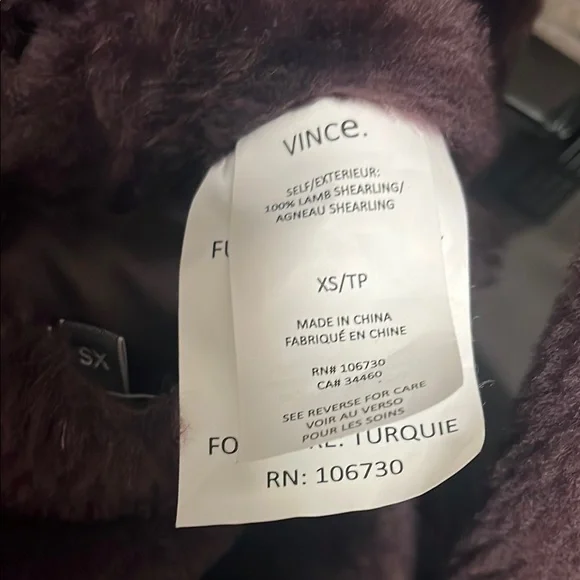 VINCE.
SELF/EXTERIEUR:
100% LAMB SHEARLING/
AGNEAU SHEARLING
XS/TP
MADE IN CHINA
FABRIQUÉ EN CHINE
RN# 106730
CA# 34460
SEE REVERSE FOR CARE
VOIR AU VERSO
POUR LES SOINS
TURQUIE
RN: 106730
XS